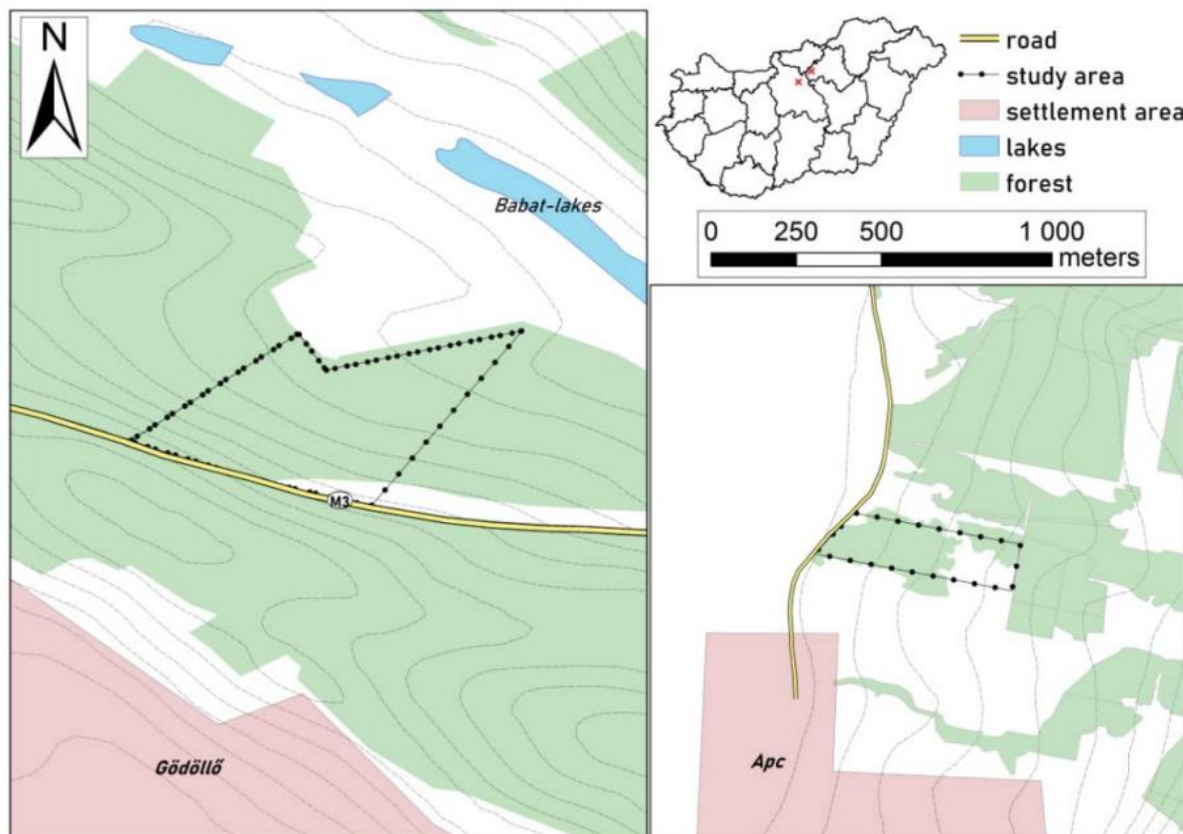 N
Babat-lakes
M3
Gödöllő
road
study area
settlement area
lakes
forest
0 250 500 1 000
meters
Apc